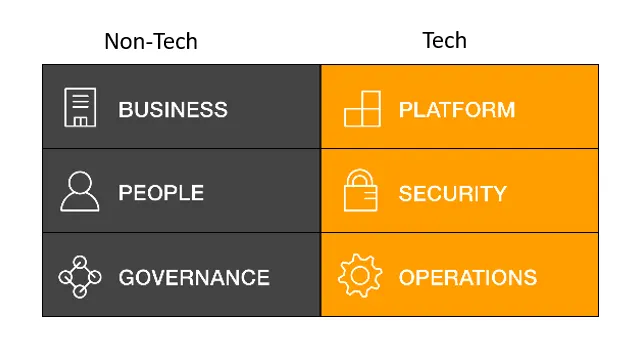 Non-Tech
Tech
BUSINESS
PLATFORM
PEOPLE
SECURITY
GOVERNANCE
OPERATIONS